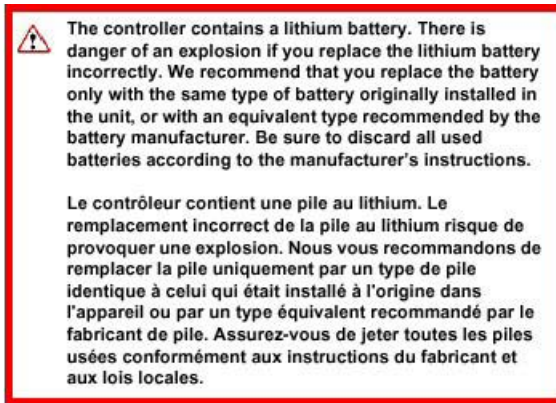 The controller contains a lithium battery. There is
danger of an explosion if you replace the lithium battery
incorrectly. We recommend that you replace the battery
only with the same type of battery originally installed in
the unit, or with an equivalent type recommended by the
battery manufacturer. Be sure to discard all used
batteries according to the manufacturer's instructions.
Le contrôleur contient une pile au lithium. Le
remplacement incorrect de la pile au lithium risque de
provoquer une explosion. Nous vous recommandons de
remplacer la pile uniquement par un type de pile
identique à celui qui était installé à l'origine dans
l'appareil ou par un type équivalent recommandé par le
fabricant de pile. Assurez-vous de jeter toutes les piles
usées conformément aux instructions du fabricant et
aux lois locales.